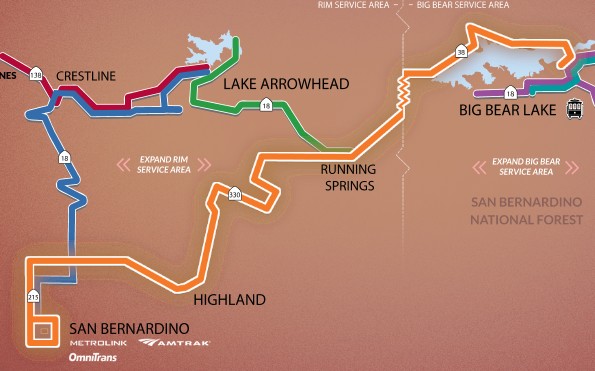 RIM SERVICE AREA
BIG BEAR SERVICE AREA
38
NES
138
CRESTLINE
LAKE ARROWHEAD
18
18
BIG BEAR LAKE
18
EXPAND RIM
SERVICE AREA
RUNNING
SPRINGS
EXPAND BIG BEAR
SERVICE AREA
330
SAN BERNARDINO
NATIONAL FOREST
215
HIGHLAND
SAN BERNARDINO
METROLINK
AMTRAK
OmniTrans